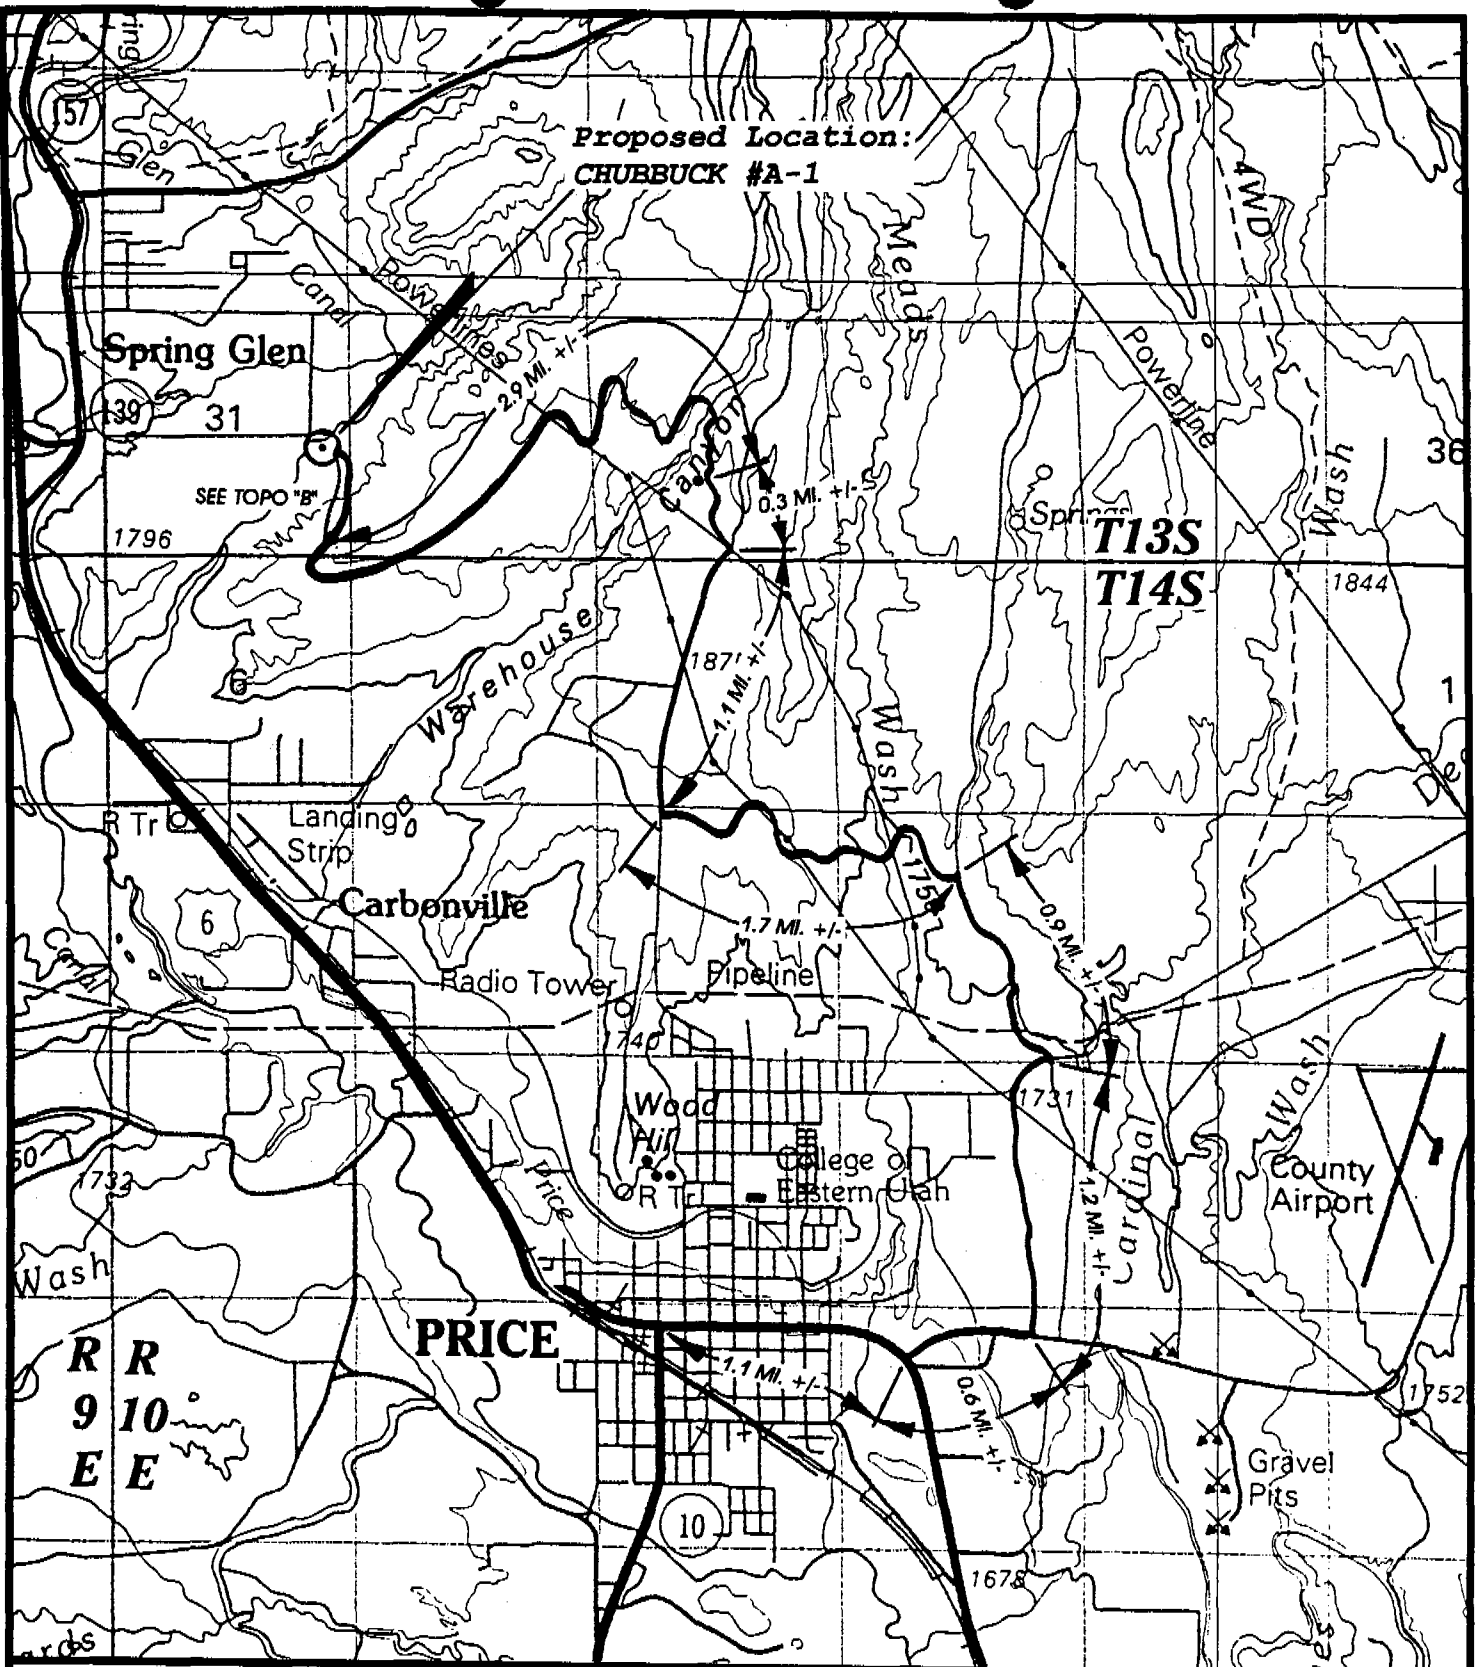 157
Glen
Proposed Location:
CHUBBUCK #A-1
4WD
Meads
Powerlines
Canal
Powerline
Spring Glen
2.9 MI. +/-
139
31
Canyon
36
SEE TOPO "B"
0.3 MI. +/-
Springs
Wash
1796
T13S
T14S
1844
Warehouse
6
1.1 MI. +/-
1
Wash
R Tr
Landing
Strip
Carbonville
6
Canal
1.7 MI. +/-
0.9 MI. +/-
Radio Tower
Pipeline
1740
Wood
Hill
1731
Wash
College of
Eastern Utah
Cardinal
County
Airport
1732
R Tr
Price
1.2 MI. +/-
Wash
PRICE
R R
9 10
E E
1.1 MI. +/-
0.6 MI. +/-
1752
Gravel
Pits
10
1678
ards